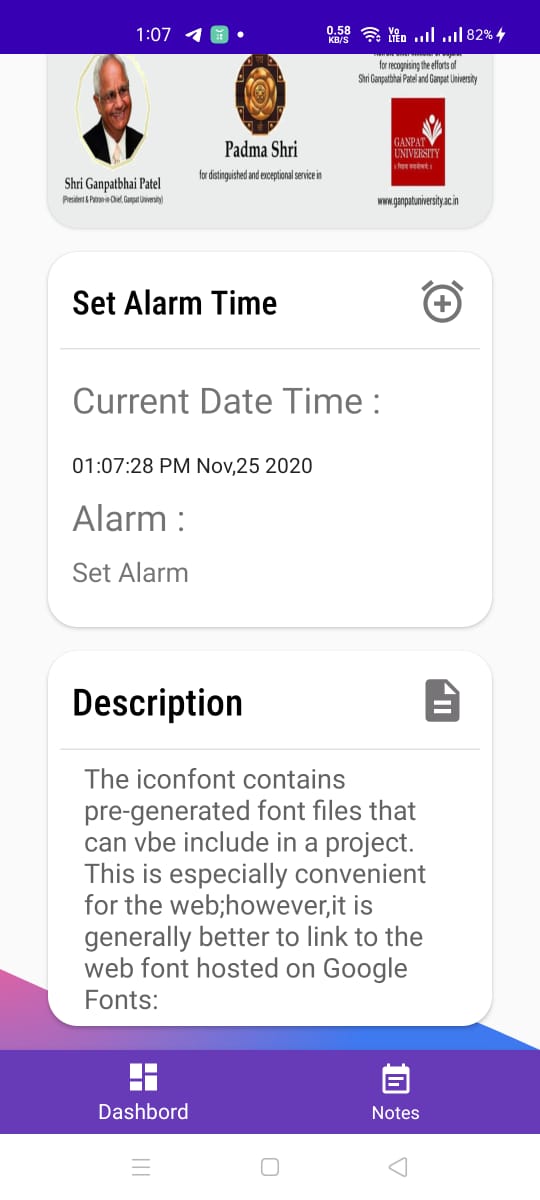 1:07
0.58 KB/S
Vo LTED
82%
for recognising the efforts of
Shri Ganpatbhai Patel and Ganpat University
Padma Shri
GANPAT
UNIVERSITY
Shri Ganpatbhai Patel
for distinguished and exceptional service in
(President & Patron-in-Chief, Ganpat University)
www.ganpatuniversity.ac.in
Set Alarm Time
Current Date Time :
01:07:28 PM Nov,25 2020
Alarm :
Set Alarm
Description
The iconfont contains
pre-generated font files that
can vbe include in a project.
This is especially convenient
for the web;however,it is
generally better to link to the
web font hosted on Google
Fonts:
Dashbord
Notes